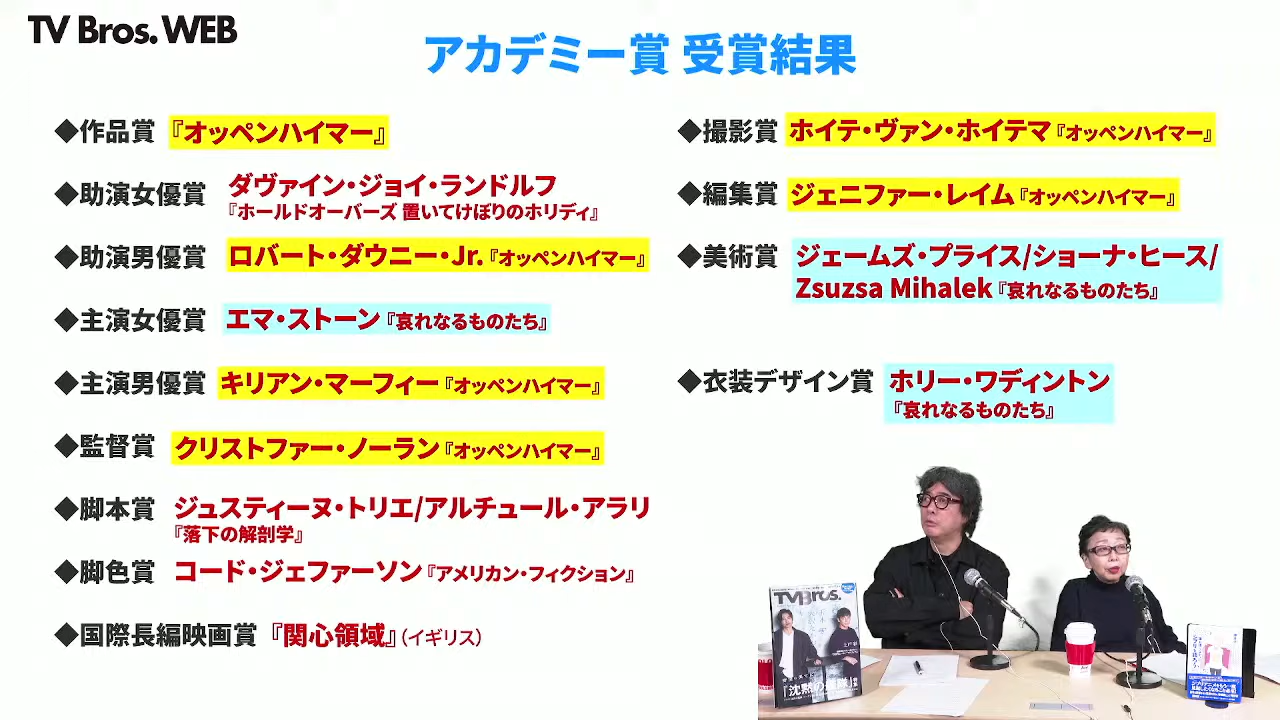 TV Bros. WEB
アカデミー賞 受賞結果
◆作品賞 『オッペンハイマー』
◆助演女優賞 ダヴァイン・ジョイ・ランドルフ
『ホールドオーバーズ 置いてけぼりのホリディ』
◆助演男優賞 ロバート・ダウニー・Jr.『オッペンハイマー』
◆主演女優賞 エマ・ストーン『哀れなるものたち』
◆主演男優賞 キリアン・マーフィー『オッペンハイマー』
◆監督賞 クリストファー・ノーラン『オッペンハイマー』
◆脚本賞 ジュスティーヌ・トリエ/アルチュール・アラリ
『落下の解剖学』
◆脚色賞 コード・ジェファーソン『アメリカン・フィクション』
◆国際長編映画賞 『関心領域』(イギリス)
◆撮影賞 ホイテ・ヴァン・ホイテマ『オッペンハイマー』
◆編集賞 ジェニファー・レイム『オッペンハイマー』
◆美術賞 ジェームズ・プライス/ショーナ・ヒース/
Zsuzsa Mihalek『哀れなるものたち』
◆衣装デザイン賞 ホリー・ワディントン
『哀れなるものたち』
TVBros.
『沈黙の艦隊』